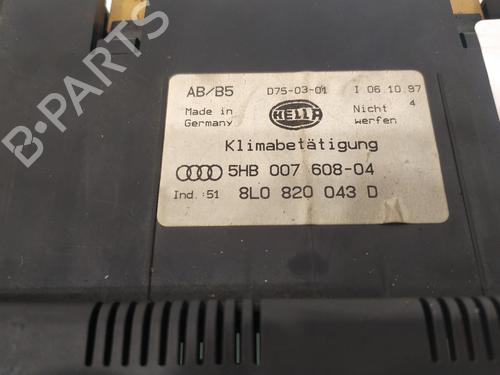 AB/B5 D75-03-01 I 06.10.97
Made in HELLA Nicht 4
Germany werfen
Klimabetätigung
5HB 007 608-04
Ind.:51 8L0 820 043 D
B-PARTS